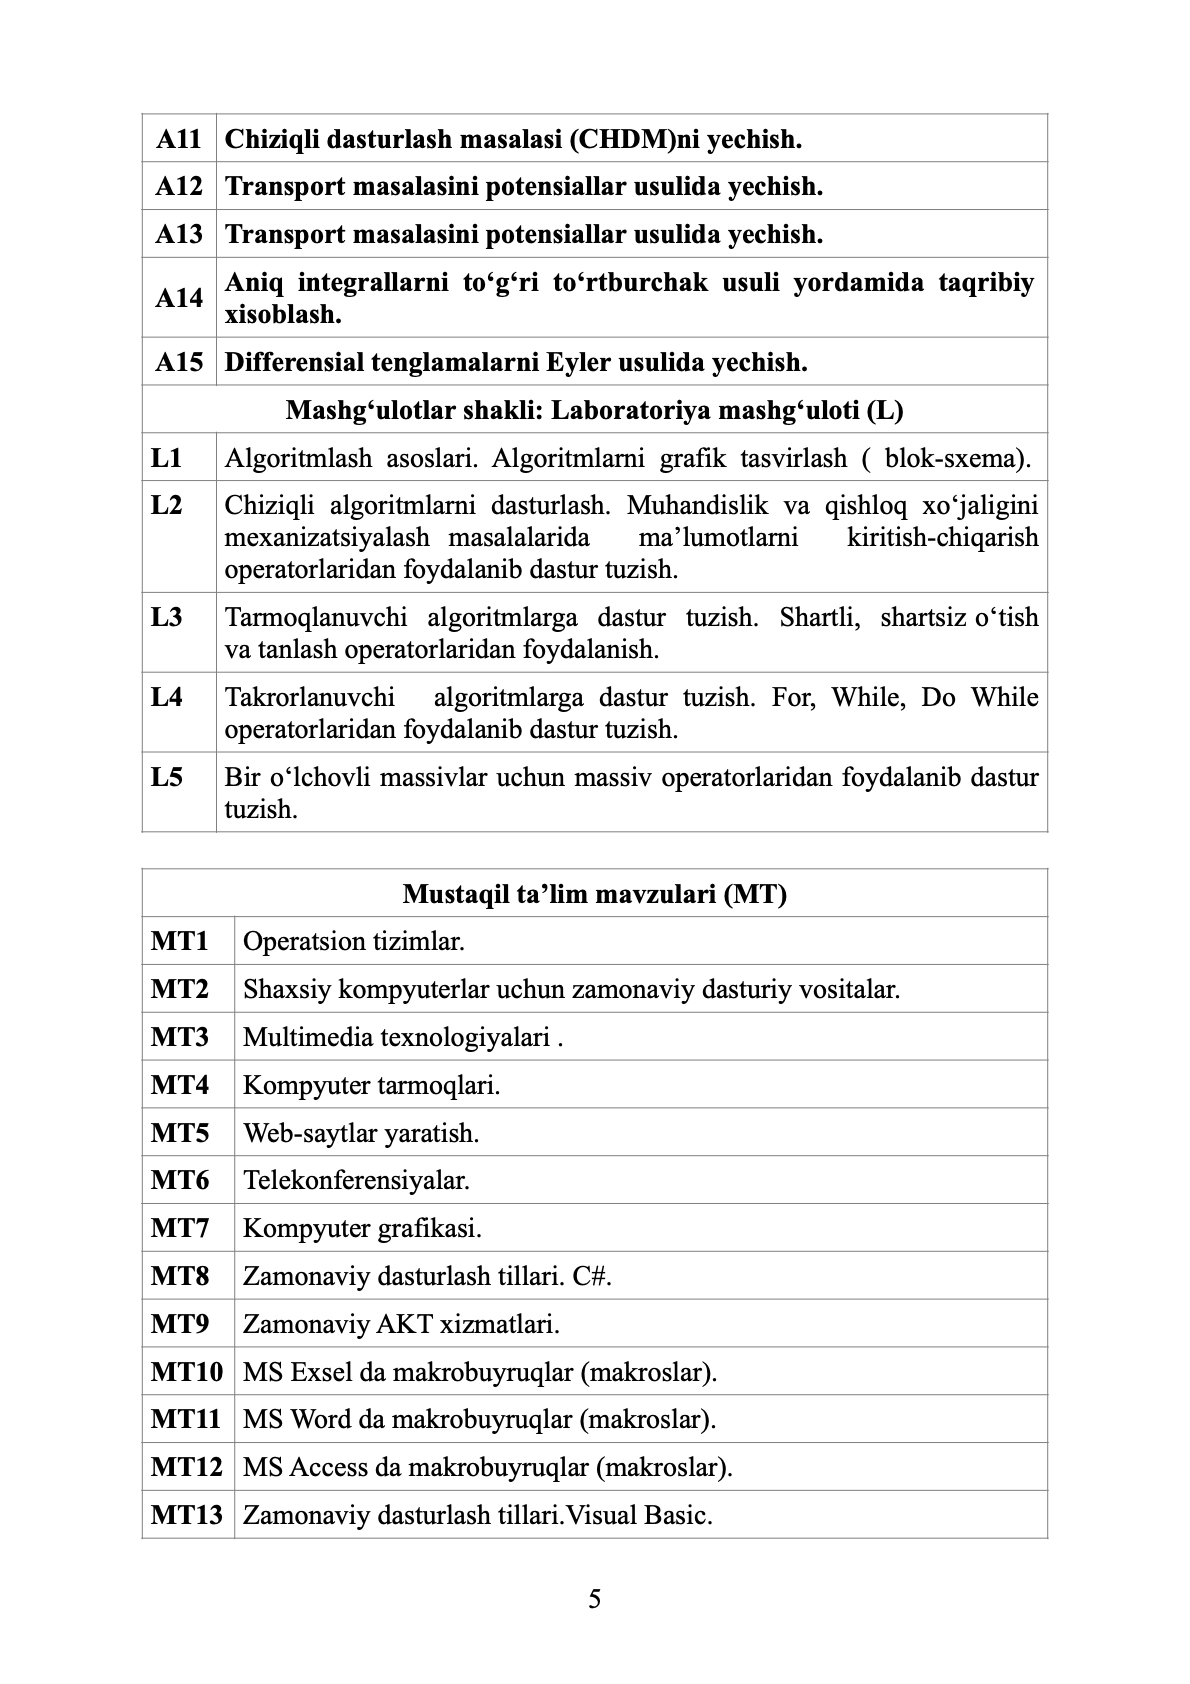 A11 Chiziqli dasturlash masalasi (CHDM)ni yechish.
A12 Transport masalasini potensiallar usulida yechish.
A13 Transport masalasini potensiallar usulida yechish.
A14 Aniq integrallarni to‘g‘ri to‘rtburchak usuli yordamida taqribiy
xisoblash.
A15 Differensial tenglamalarni Eyler usulida yechish.
Mashg‘ulotlar shakli: Laboratoriya mashg‘uloti (L)
L1 Algoritmlash asoslari. Algoritmlarni grafik tasvirlash ( blok-sxema).
L2 Chiziqli algoritmlarni dasturlash. Muhandislik va qishloq xo‘jaligini
mexanizatsiyalash masalalarida ma’lumotlarni kiritish-chiqarish
operatorlaridan foydalanib dastur tuzish.
L3 Tarmoqlanuvchi algoritmlarga dastur tuzish. Shartli, shartsiz o‘tish
va tanlash operatorlaridan foydalanish.
L4 Takrorlanuvchi algoritmlarga dastur tuzish. For, While, Do While
operatorlaridan foydalanib dastur tuzish.
L5 Bir o‘lchovli massivlar uchun massiv operatorlaridan foydalanib dastur
tuzish.
Mustaqil ta’lim mavzulari (MT)
MT1 Operatsion tizimlar.
MT2 Shaxsiy kompyuterlar uchun zamonaviy dasturiy vositalar.
MT3 Multimedia texnologiyalari .
MT4 Kompyuter tarmoqlari.
MT5 Web-saytlar yaratish.
MT6 Telekonferensiyalar.
MT7 Kompyuter grafikasi.
MT8 Zamonaviy dasturlash tillari. C#.
MT9 Zamonaviy AKT xizmatlari.
MT10 MS Exsel da makrobuyruqlar (makroslar).
MT11 MS Word da makrobuyruqlar (makroslar).
MT12 MS Access da makrobuyruqlar (makroslar).
MT13 Zamonaviy dasturlash tillari.Visual Basic.
5